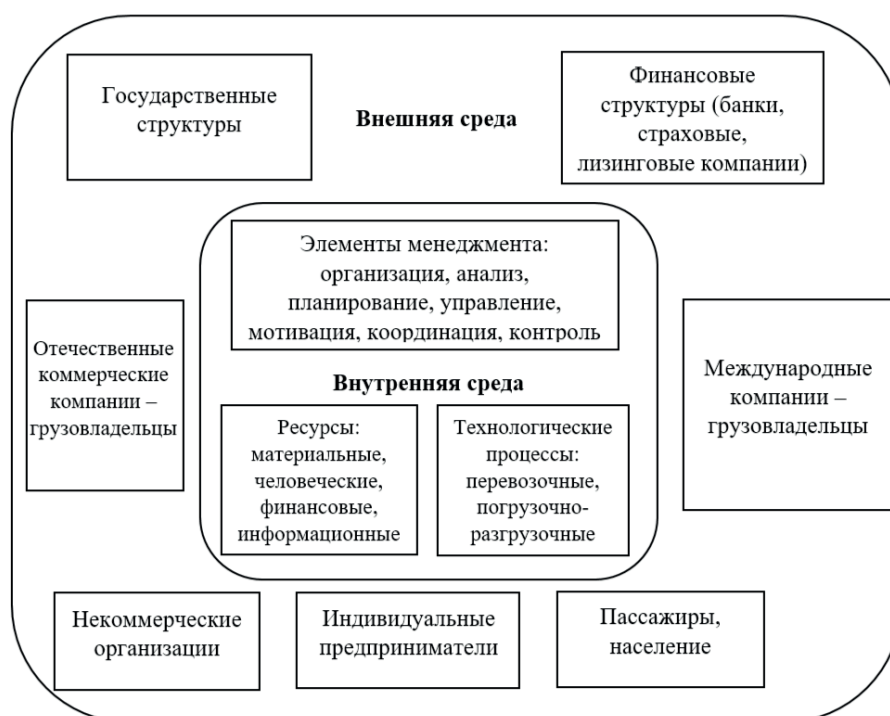 Государственные
структуры
Внешняя среда
Финансовые
структуры (банки,
страховые,
лизинговые компании)
Элементы менеджмента:
организация, анализ,
планирование, управление,
мотивация, координация, контроль
Отечественные
коммерческие
компании –
грузовладельцы
Внутренняя среда
Ресурсы:
материальные,
человеческие,
финансовые,
информационные
Технологические
процессы:
перевозочные,
погрузочно-
разгрузочные
Международные
компании –
грузовладельцы
Некоммерческие
организации
Индивидуальные
предприниматели
Пассажиры,
население